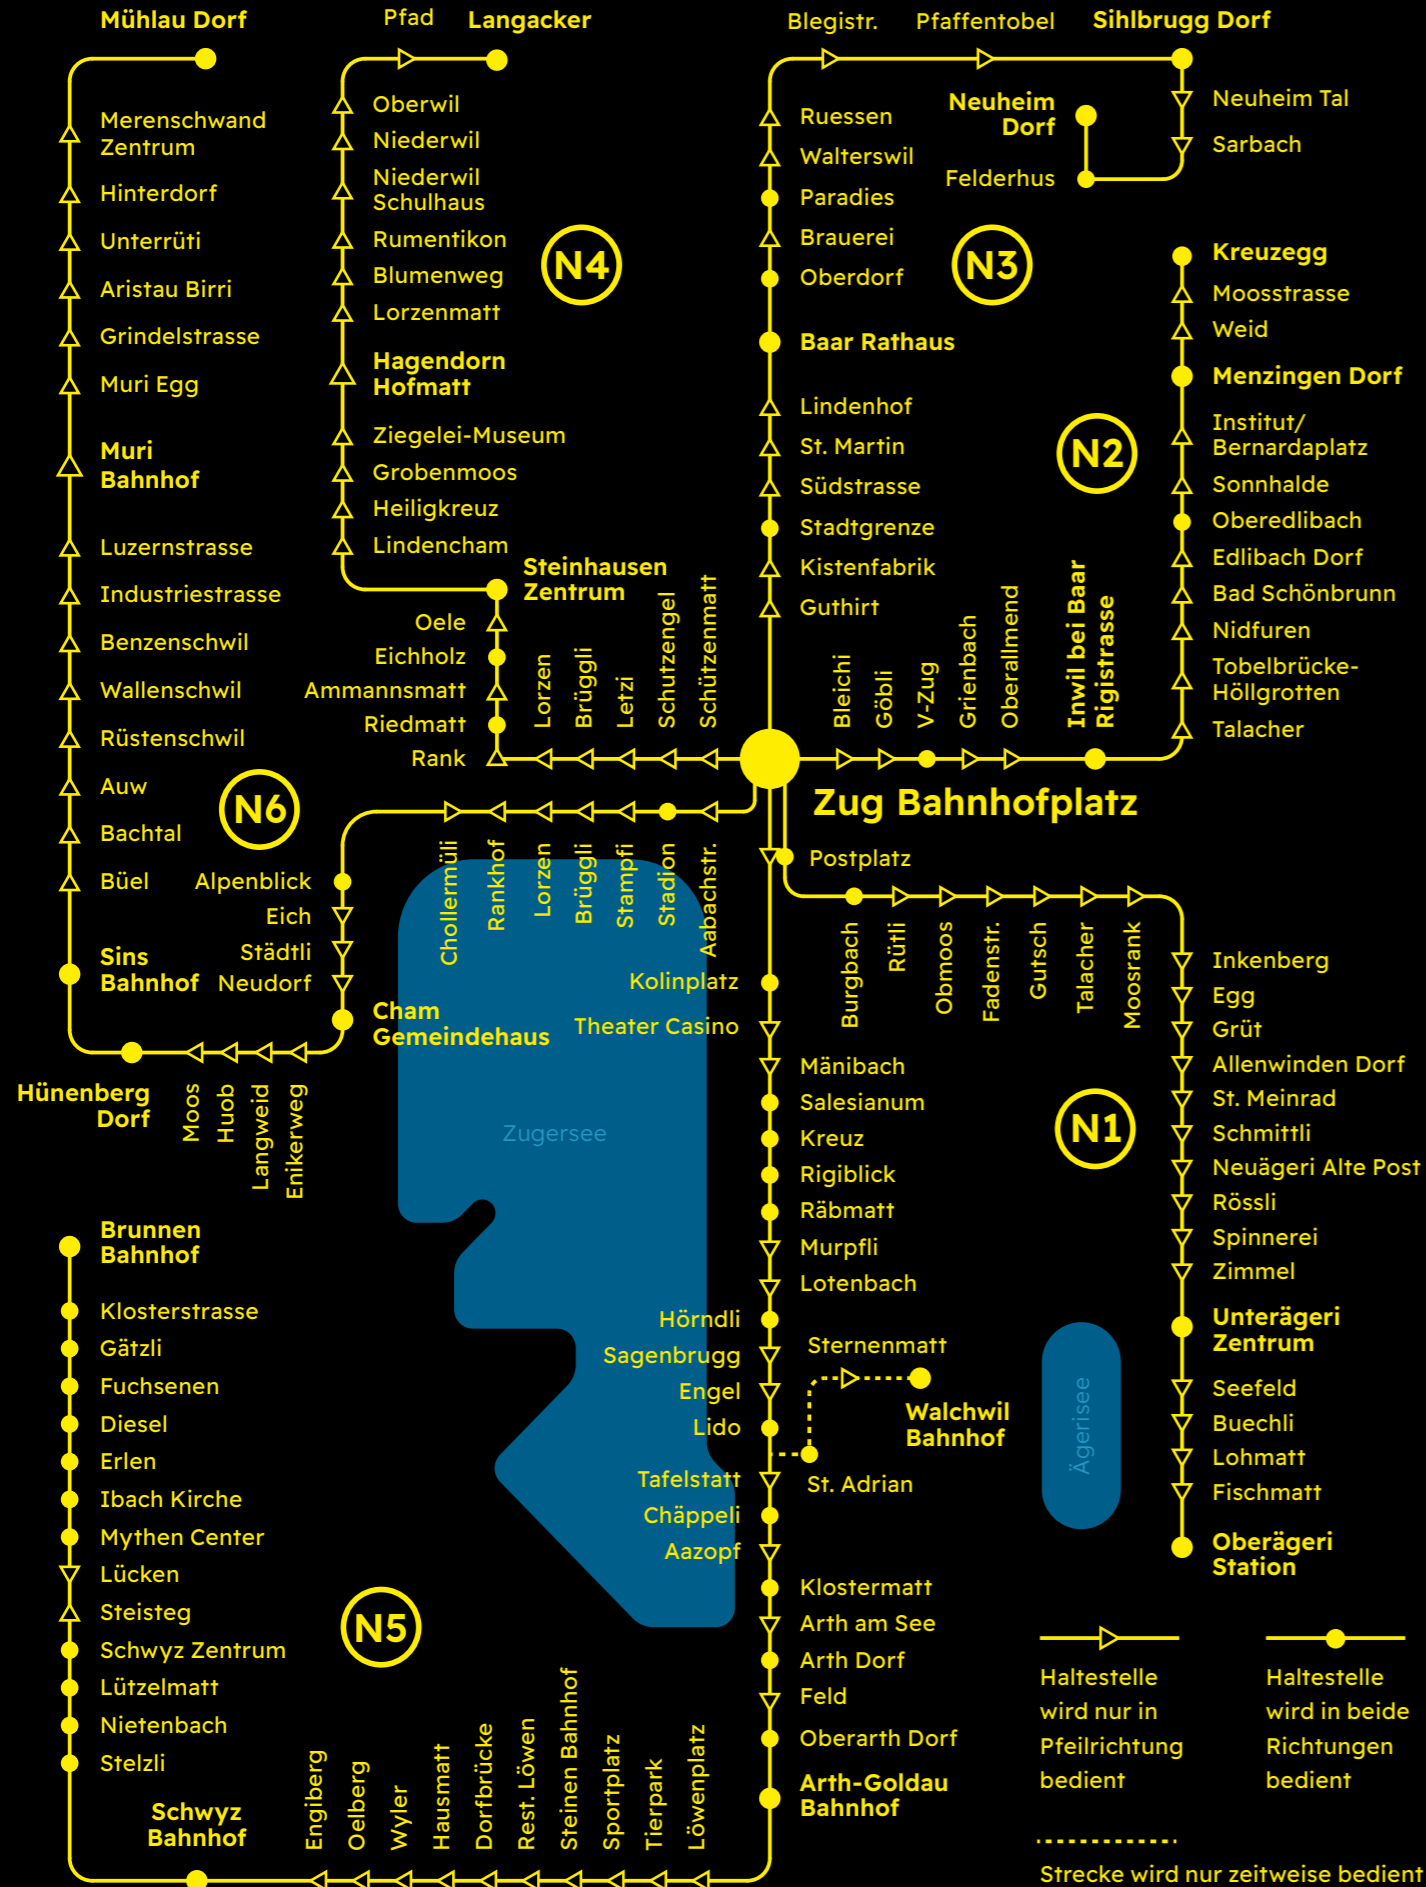 Mühlau Dorf
Merenschwand
Zentrum
Hinterdorf
Unterrüti
Aristau Birri
Grindelstrasse
Muri Egg
Muri
Bahnhof
Luzernstrasse
Industriestrasse
Benzenschwil
Wallenschwil
Rüstenschwil
Auw
Bachtal
Büel
Sins
Bahnhof
N6
Hünenberg
Dorf
Moos
Huob
Langweid
Enikerweg
Alpenblick
Eich
Städtli
Neudorf
Cham
Gemeindehaus
Chollermüli
Rankhof
Lorzen
Brüggli
Stampfi
Stadion
Aabachstr.
Pfad
Langacker
Oberwil
Niederwil
Niederwil
Schulhaus
Rumentikon
Blumenweg
Lorzenmatt
Hagendorn
Hofmatt
Ziegelei-Museum
Grobenmoos
Heiligkreuz
Lindencham
N4
Steinhausen
Zentrum
Oele
Eichholz
Ammannsmatt
Riedmatt
Rank
Lorzen
Brüggli
Letzi
Schutzengel
Schützenmatt
Blegistr.
Pfaffentobel
Sihlbrugg Dorf
Neuheim Tal
Sarbach
Neuheim
Dorf
Felderhus
Ruessen
Walterswil
Paradies
Brauerei
Oberdorf
N3
Baar Rathaus
Lindenhof
St. Martin
Südstrasse
Stadtgrenze
Kistenfabrik
Guthirt
Kreuzegg
Moosstrasse
Weid
Menzingen Dorf
Institut/
Bernardaplatz
Sonnhalde
Oberedlibach
Edlibach Dorf
Bad Schönbrunn
Nidfuren
Tobelbrücke-
Höllgrotten
Talacher
N2
Bleichi
Göbli
V-Zug
Grienbach
Oberallmend
Inwil bei Baar
Rigistrasse
Zug Bahnhofplatz
Postplatz
Burgbach
Rütli
Obmoos
Fadenstr.
Gutsch
Talacher
Moosrank
Inkenberg
Egg
Grüt
Allenwinden Dorf
St. Meinrad
Schmittli
Neuägeri Alte Post
Rössli
Spinnerei
Zimmel
Unterägeri
Zentrum
Seefeld
Buechli
Lohmatt
Fischmatt
Oberägeri
Station
N1
Ägerisee
Zugersee
Kolinplatz
Theater Casino
Mänibach
Salesianum
Kreuz
Rigiblick
Räbmatt
Murpfli
Lotenbach
Hörndli
Sagenbrugg
Engel
Lido
Sternenmatt
Walchwil
Bahnhof
St. Adrian
Tafelstatt
Chäppeli
Aazopf
Klostermatt
Arth am See
Arth Dorf
Feld
Oberarth Dorf
Arth-Goldau
Bahnhof
Brunnen
Bahnhof
Klosterstrasse
Gätzli
Fuchsenen
Diesel
Erlen
Ibach Kirche
Mythen Center
Lücken
Steisteg
Schwyz Zentrum
Lützelmatt
Nietenbach
Stelzli
N5
Schwyz
Bahnhof
Engiberg
Oelberg
Wyler
Hausmatt
Dorfbrücke
Rest. Löwen
Steinen Bahnhof
Sportplatz
Tierpark
Löwenplatz
Haltestelle
wird nur in
Pfeilrichtung
bedient
Haltestelle
wird in beide
Richtungen
bedient
Strecke wird nur zeitweise bedient